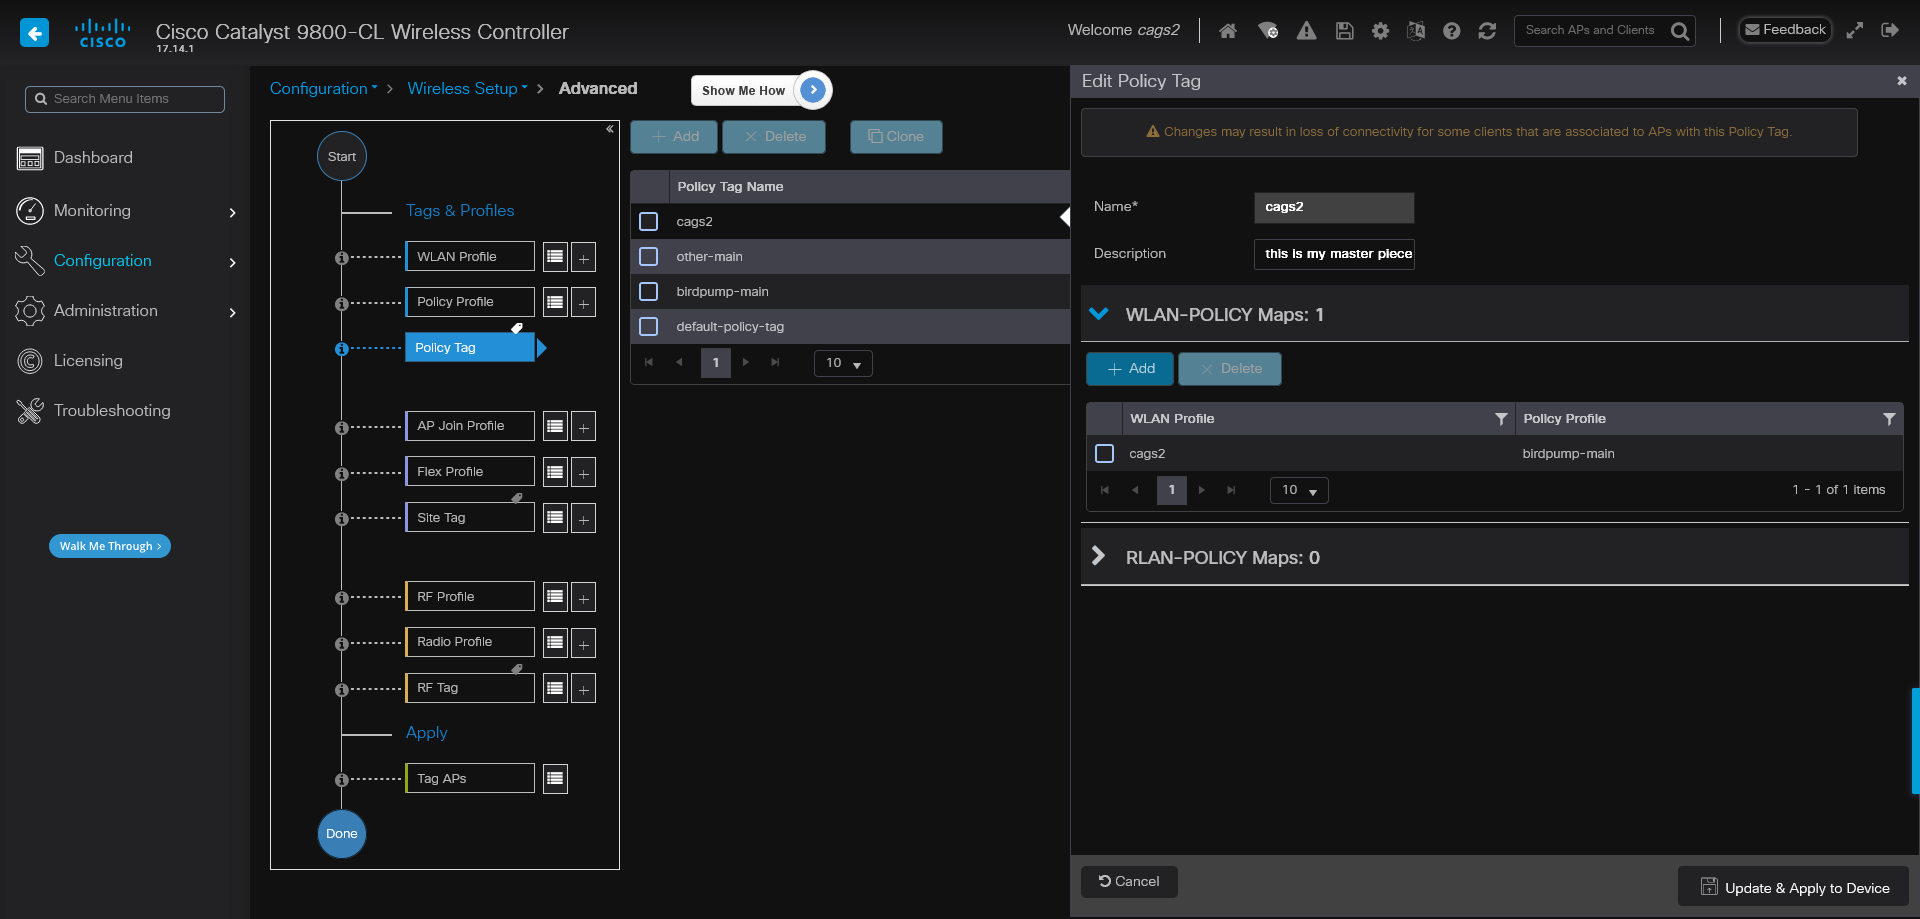 CISCO
Cisco Catalyst 9800-CL Wireless Controller
17.14.1
Welcome cags2
Search APs and Clients
Feedback
Search Menu Items
Dashboard
Monitoring
Configuration
Administration
Licensing
Troubleshooting
Walk Me Through >
Configuration > Wireless Setup > Advanced
Show Me How
Start
Tags & Profiles
WLAN Profile
Policy Profile
Policy Tag
AP Join Profile
Flex Profile
Site Tag
RF Profile
Radio Profile
RF Tag
Apply
Tag APs
Done
+ Add
× Delete
Clone
Policy Tag Name
cags2
other-main
birdpump-main
default-policy-tag
1
10
Edit Policy Tag
Changes may result in loss of connectivity for some clients that are associated to APs with this Policy Tag.
Name* cags2
Description this is my master piece
WLAN-POLICY Maps: 1
+ Add
× Delete
WLAN Profile Policy Profile
cags2 birdpump-main
1 10 1 - 1 of 1 items
RLAN-POLICY Maps: 0
Cancel
Update & Apply to Device